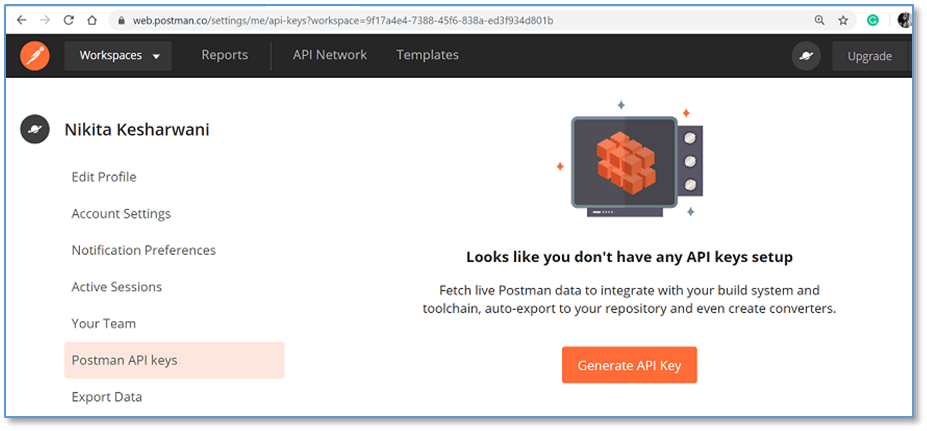 web.postman.co/settings/me/api-keys?workspace=9f17a4e4-7388-45f6-838a-ed3f934d801b
Workspaces Reports API Network Templates Upgrade
Nikita Kesharwani
Edit Profile
Account Settings
Notification Preferences
Active Sessions
Your Team
Postman API keys
Export Data
Looks like you don't have any API keys setup
Fetch live Postman data to integrate with your build system and
toolchain, auto-export to your repository and even create converters.
Generate API Key